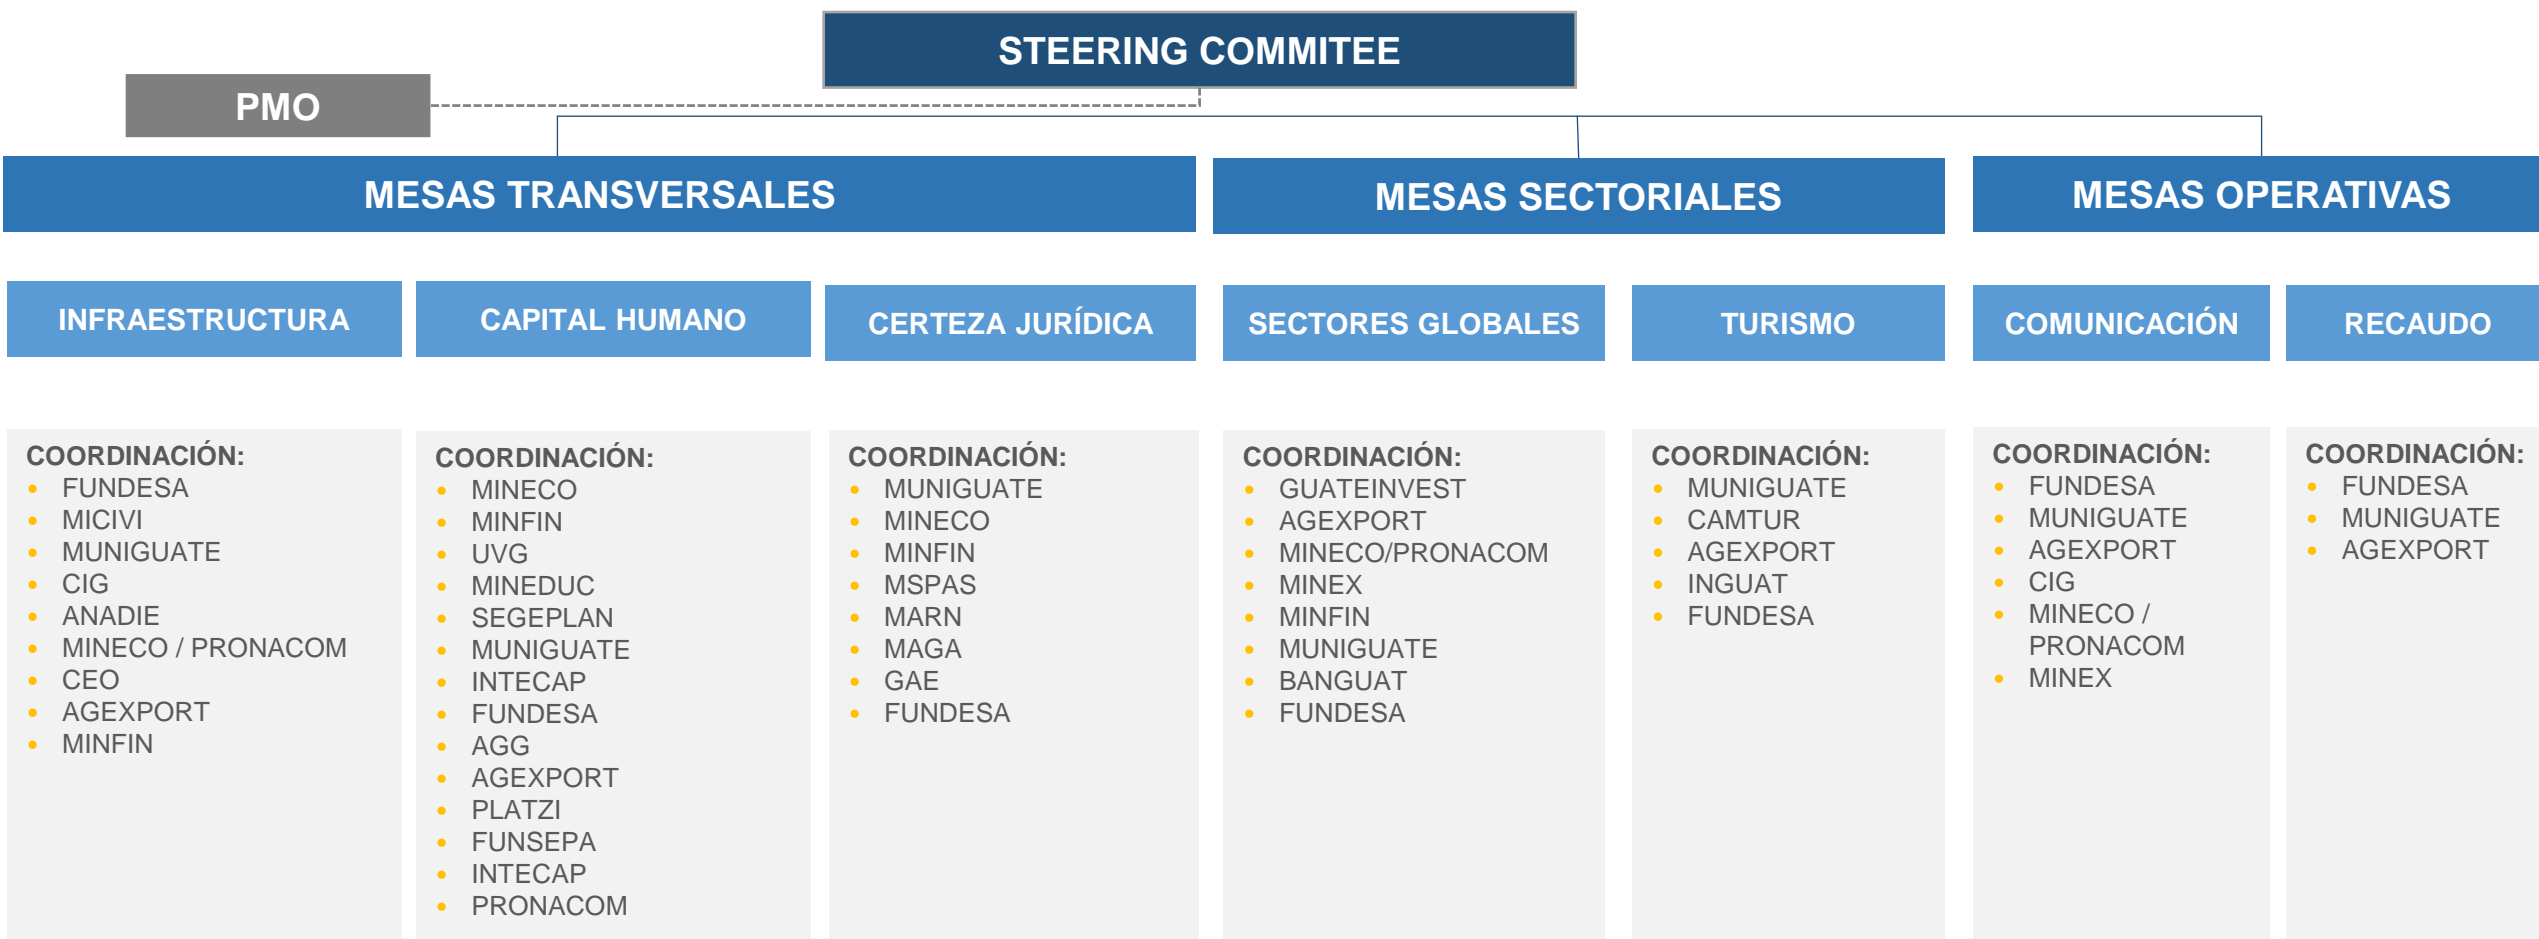 STEERING COMMITEE
PMO
MESAS TRANSVERSALES
MESAS SECTORIALES
MESAS OPERATIVAS
INFRAESTRUCTURA
CAPITAL HUMANO
CERTEZA JURÍDICA
SECTORES GLOBALES
TURISMO
COMUNICACIÓN
RECAUDO
COORDINACIÓN:
• FUNDESA
• MICIVI
• MUNIGUATE
• CIG
• ANADIE
• MINECO / PRONACOM
• CEO
• AGEXPORT
• MINFIN
COORDINACIÓN:
• MINECO
• MINFIN
• UVG
• MINEDUC
• SEGEPLAN
• MUNIGUATE
• INTECAP
• FUNDESA
• AGG
• AGEXPORT
• PLATZI
• FUNSEPA
• INTECAP
• PRONACOM
COORDINACIÓN:
• MUNIGUATE
• MINECO
• MINFIN
• MSPAS
• MARN
• MAGA
• GAE
• FUNDESA
COORDINACIÓN:
• GUATEINVEST
• AGEXPORT
• MINECO/PRONACOM
• MINEX
• MINFIN
• MUNIGUATE
• BANGUAT
• FUNDESA
COORDINACIÓN:
• MUNIGUATE
• CAMTUR
• AGEXPORT
• INGUAT
• FUNDESA
COORDINACIÓN:
• FUNDESA
• MUNIGUATE
• AGEXPORT
• CIG
• MINECO /
PRONACOM
• MINEX
COORDINACIÓN:
• FUNDESA
• MUNIGUATE
• AGEXPORT